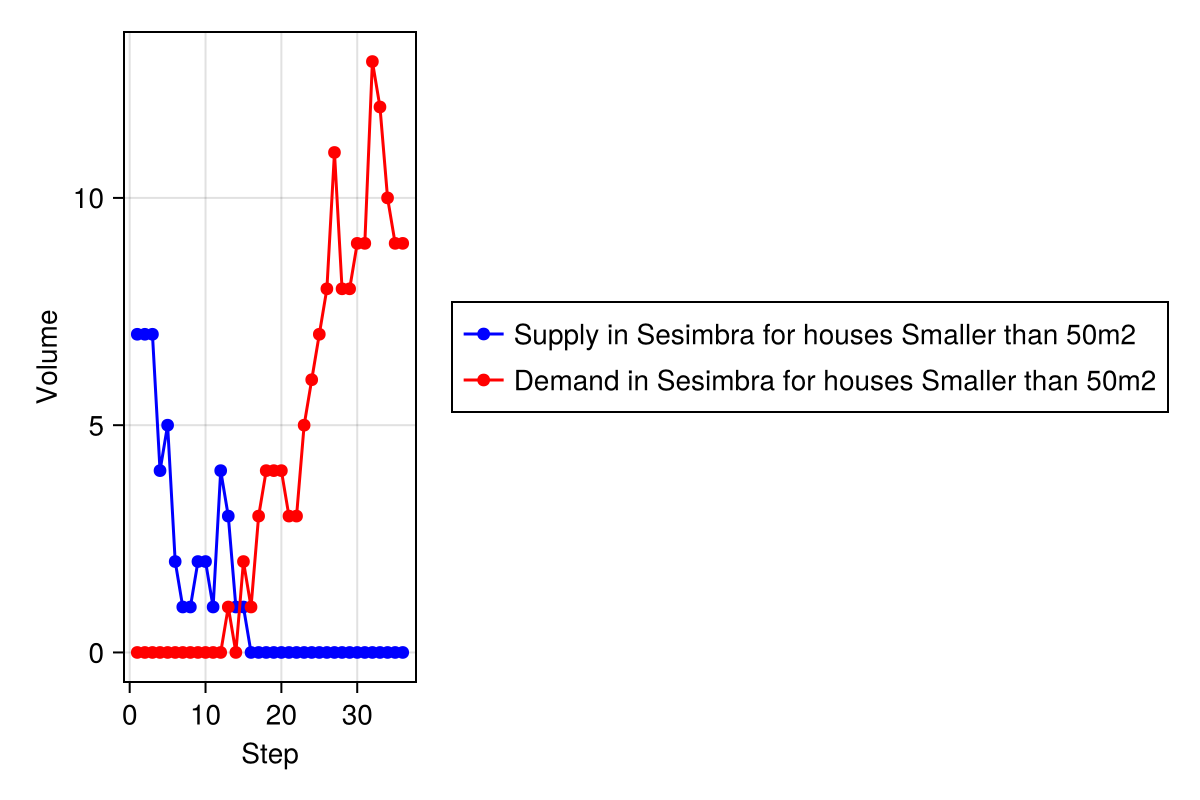 10
5
0
Volume
0 10 20 30
Step
Supply in Sesimbra for houses Smaller than 50m2
Demand in Sesimbra for houses Smaller than 50m2